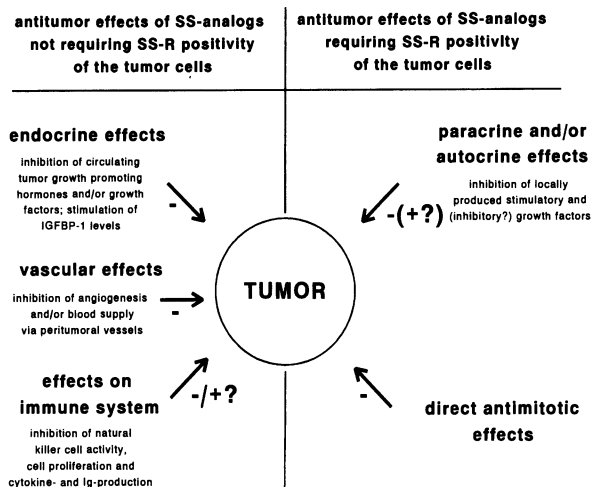 antitumor effects of SS-analogs
not requiring SS-R positivity
of the tumor cells
antitumor effects of SS-analogs
requiring SS-R positivity
of the tumor cells
endocrine effects
inhibition of circulating
tumor growth promoting
hormones and/or growth
factors; stimulation of
IGFBP-1 levels
-
vascular effects
inhibition of angiogenesis
and/or blood supply
via peritumoral vessels
-
effects on
immune system
inhibition of natural
killer cell activity,
cell proliferation and
cytokine- and Ig-production
-/+?
TUMOR
paracrine and/or
autocrine effects
inhibition of locally
produced stimulatory and
(inhibitory?) growth factors
-(+?)
direct antimitotic
effects
-